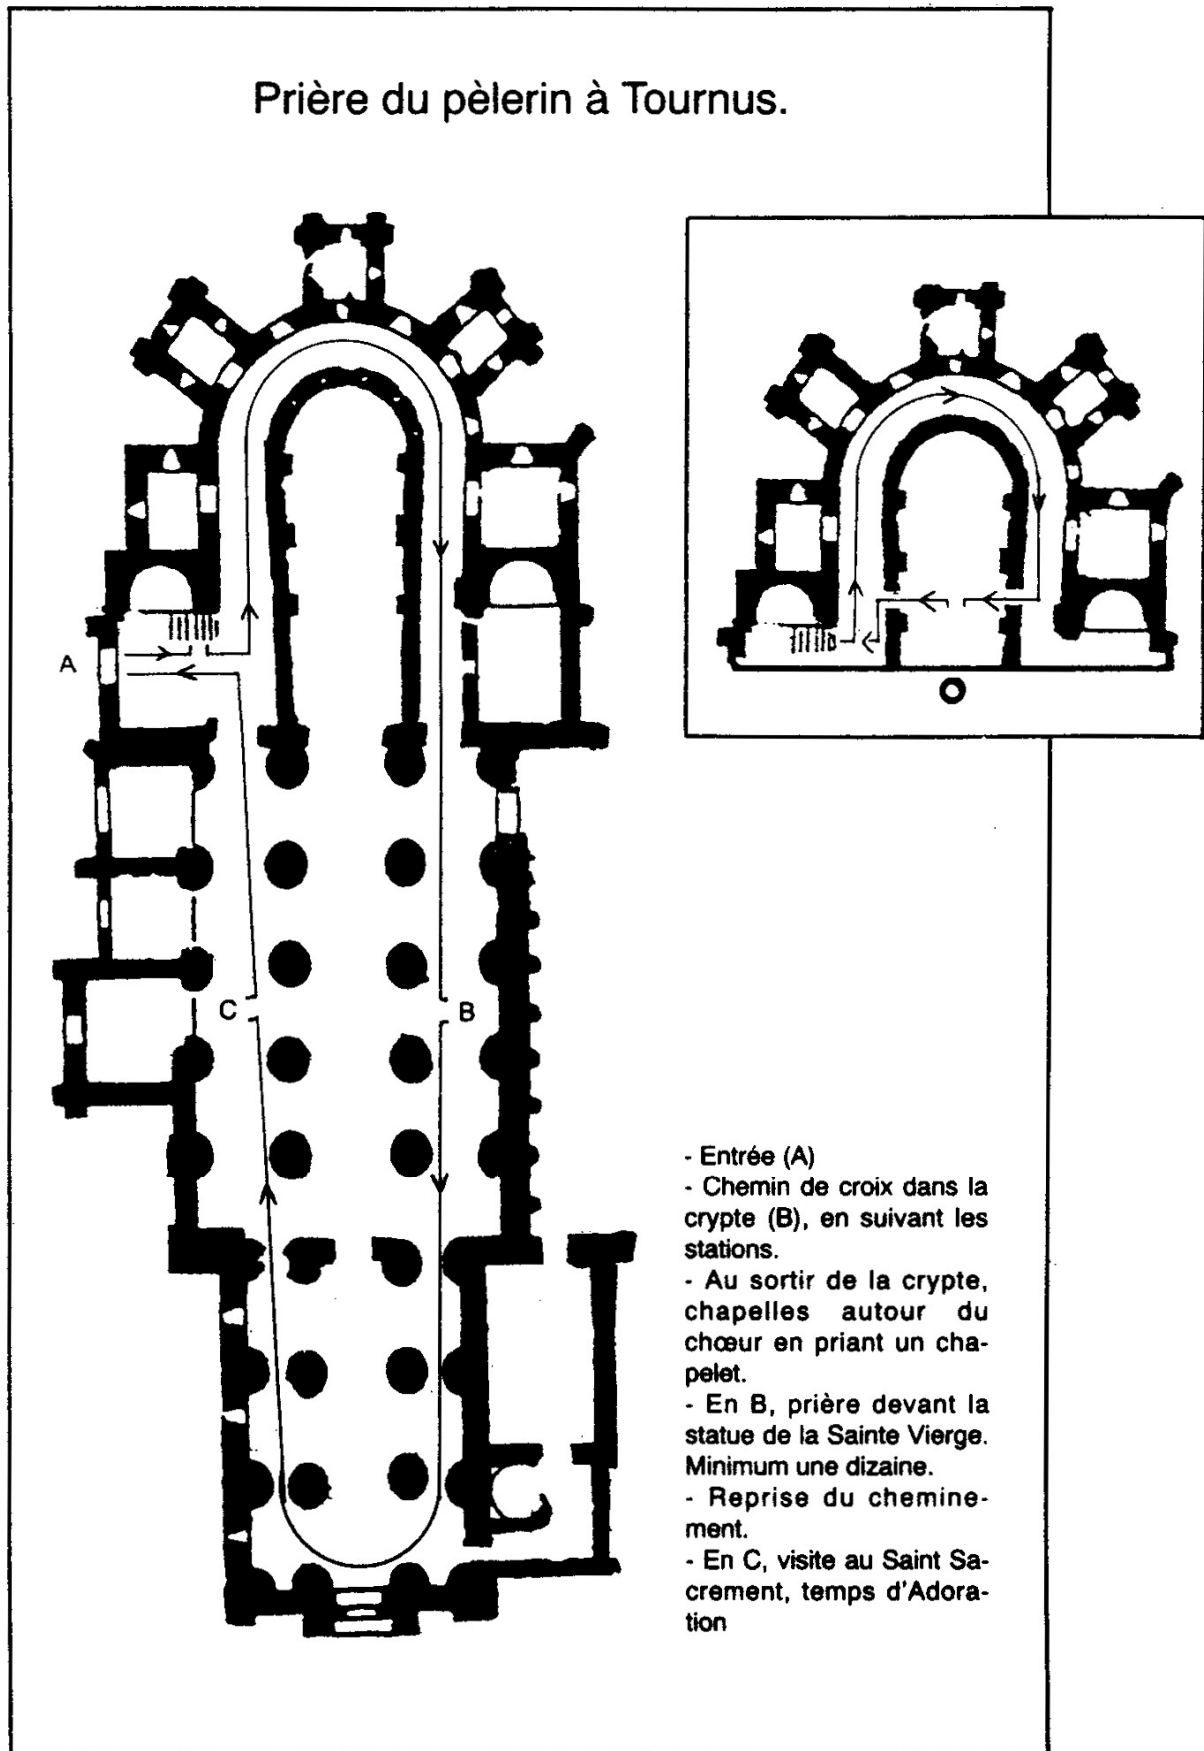 Prière du pèlerin à Tournus.
A
C
B
- Entrée (A)
- Chemin de croix dans la
crypte (B), en suivant les
stations.
- Au sortir de la crypte,
chapelles autour du
chœur en priant un cha-
pelet.
- En B, prière devant la
statue de la Sainte Vierge.
Minimum une dizaine.
- Reprise du chemine-
ment.
- En C, visite au Saint Sa-
crement, temps d'Adora-
tion